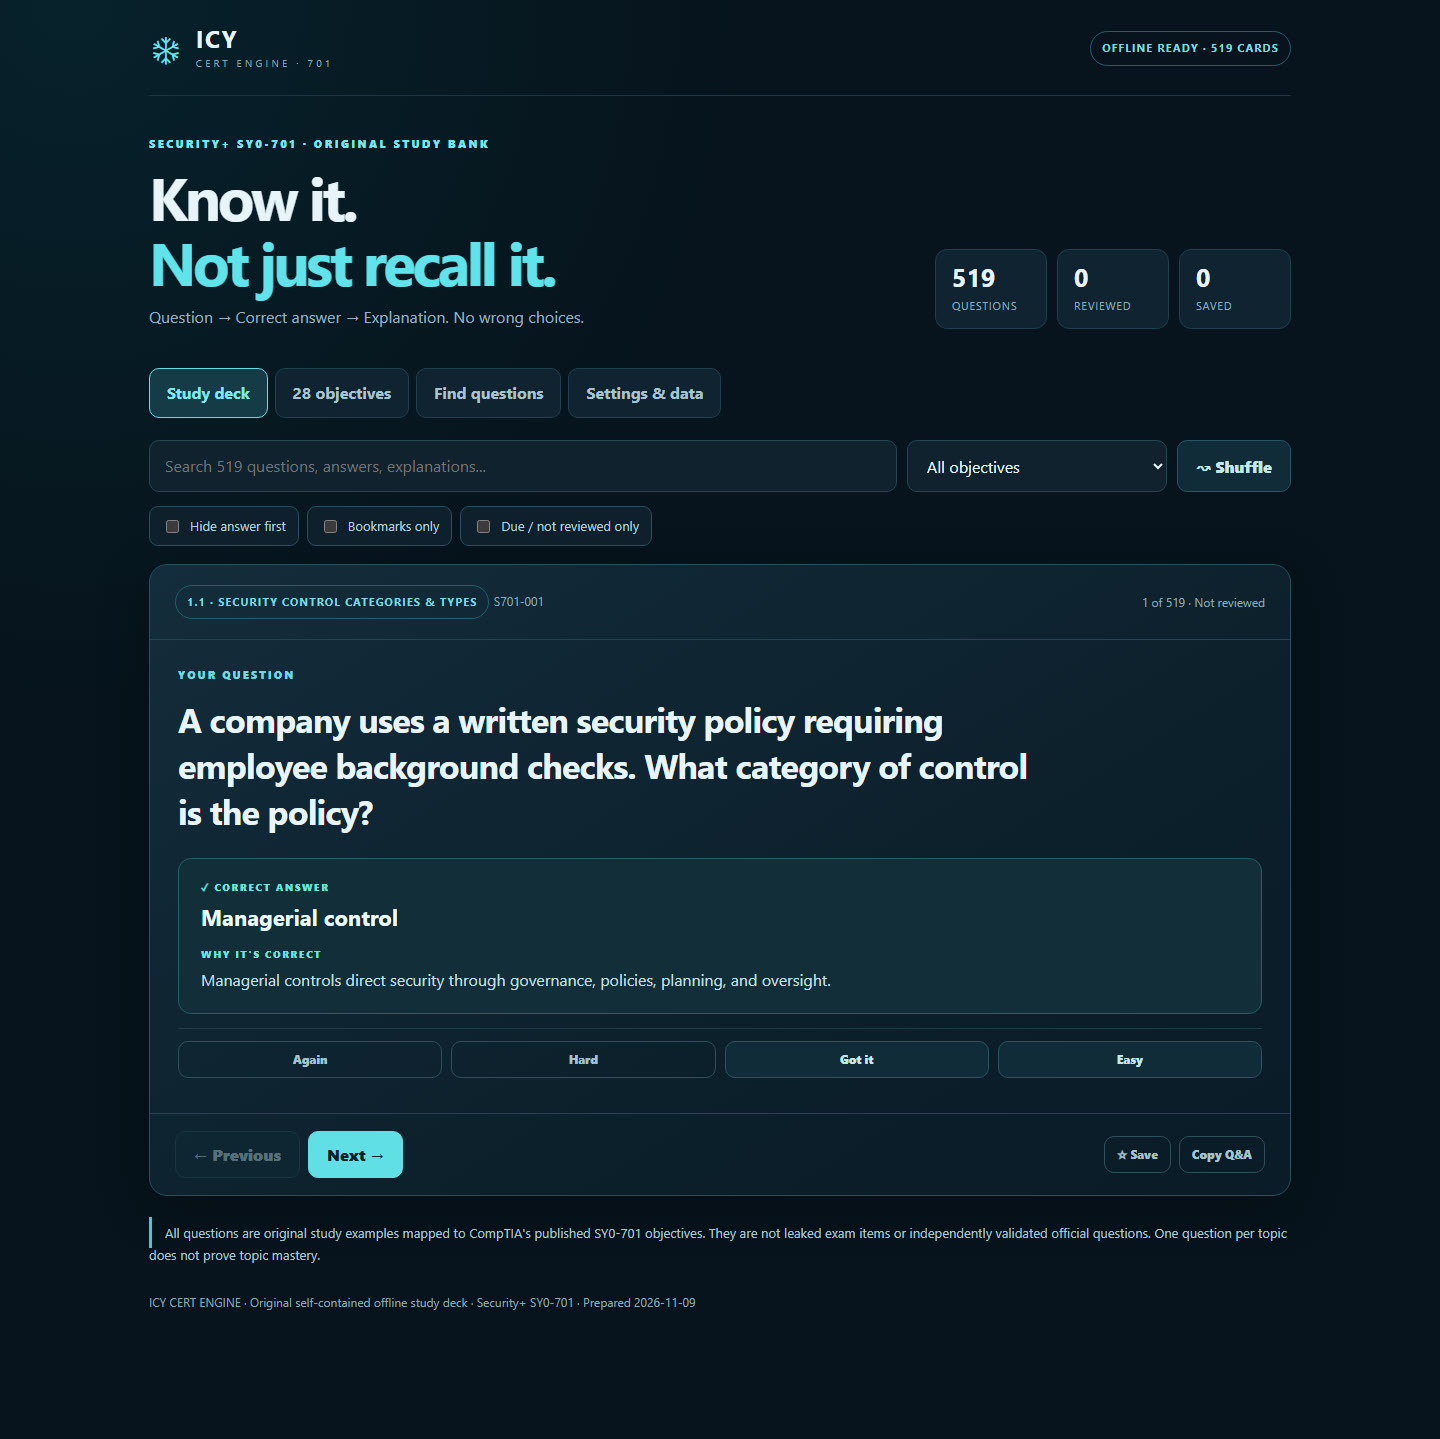 ICY
CERT ENGINE · 701
OFFLINE READY · 519 CARDS
SECURITY+ SY0-701 · ORIGINAL STUDY BANK
Know it.
Not just recall it.
Question → Correct answer → Explanation. No wrong choices.
519
QUESTIONS
0
REVIEWED
0
SAVED
Study deck
28 objectives
Find questions
Settings & data
Search 519 questions, answers, explanations...
All objectives
↝ Shuffle
Hide answer first
Bookmarks only
Due / not reviewed only
1.1 · SECURITY CONTROL CATEGORIES & TYPES
S701-001
1 of 519 · Not reviewed
YOUR QUESTION
A company uses a written security policy requiring
employee background checks. What category of control
is the policy?
✓ CORRECT ANSWER
Managerial control
WHY IT'S CORRECT
Managerial controls direct security through governance, policies, planning, and oversight.
Again
Hard
Got it
Easy
← Previous
Next →
☆ Save
Copy Q&A
All questions are original study examples mapped to CompTIA's published SY0-701 objectives. They are not leaked exam items or independently validated official questions. One question per topic
does not prove topic mastery.
ICY CERT ENGINE · Original self-contained offline study deck · Security+ SY0-701 · Prepared 2026-11-09